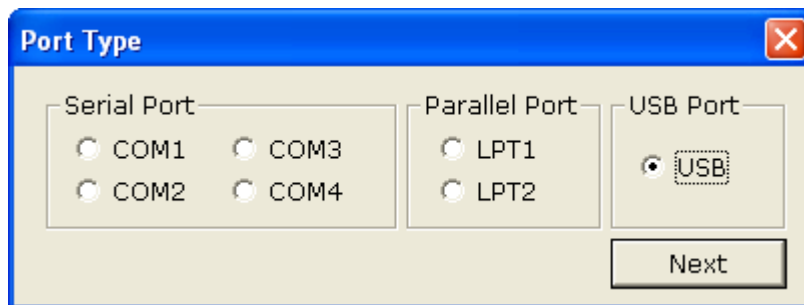 Port Type
Serial Port
COM1 COM3
COM2 COM4
Parallel Port
LPT1
LPT2
USB Port
USB
Next